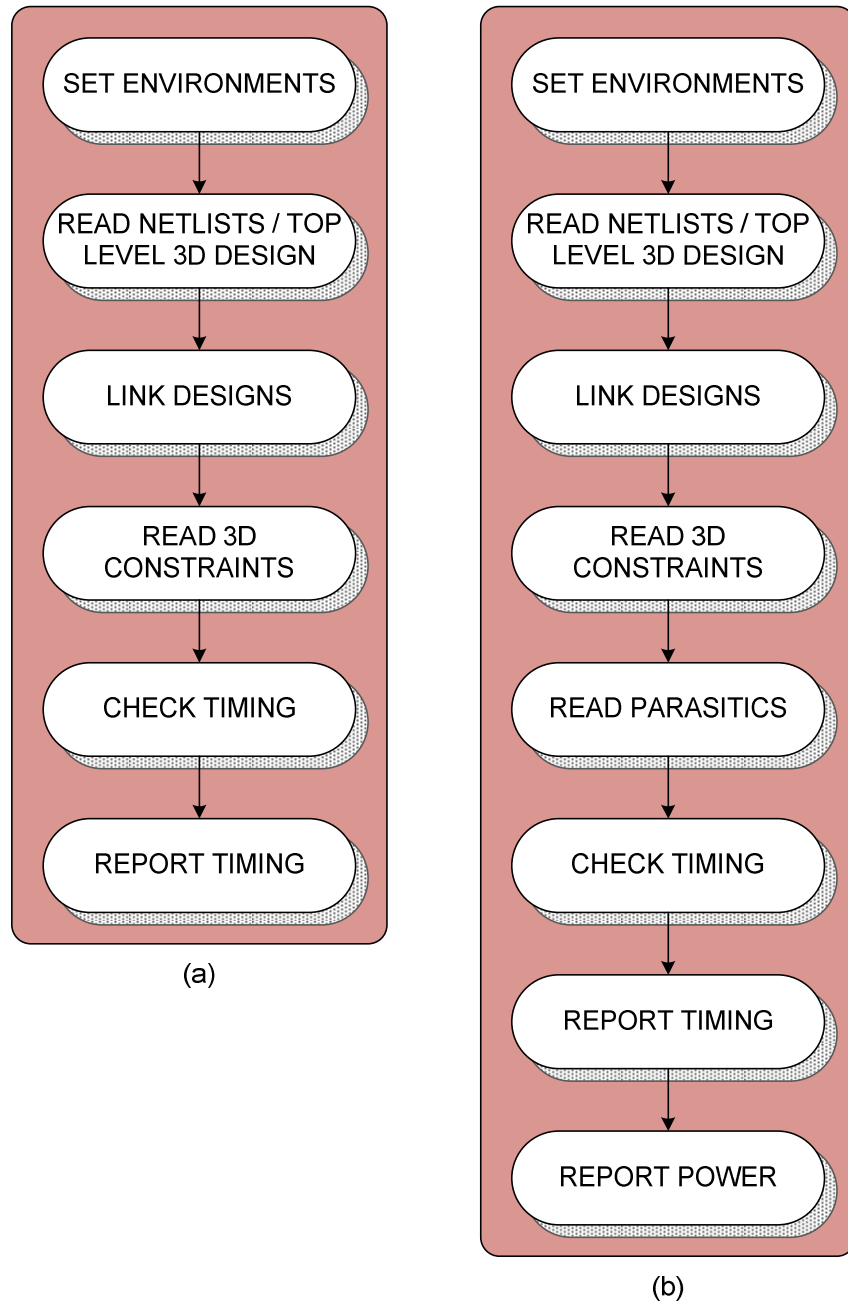 SET ENVIRONMENTS
READ NETLISTS / TOP
LEVEL 3D DESIGN
LINK DESIGNS
READ 3D
CONSTRAINTS
CHECK TIMING
REPORT TIMING
(a)
SET ENVIRONMENTS
READ NETLISTS / TOP
LEVEL 3D DESIGN
LINK DESIGNS
READ 3D
CONSTRAINTS
READ PARASITICS
CHECK TIMING
REPORT TIMING
REPORT POWER
(b)